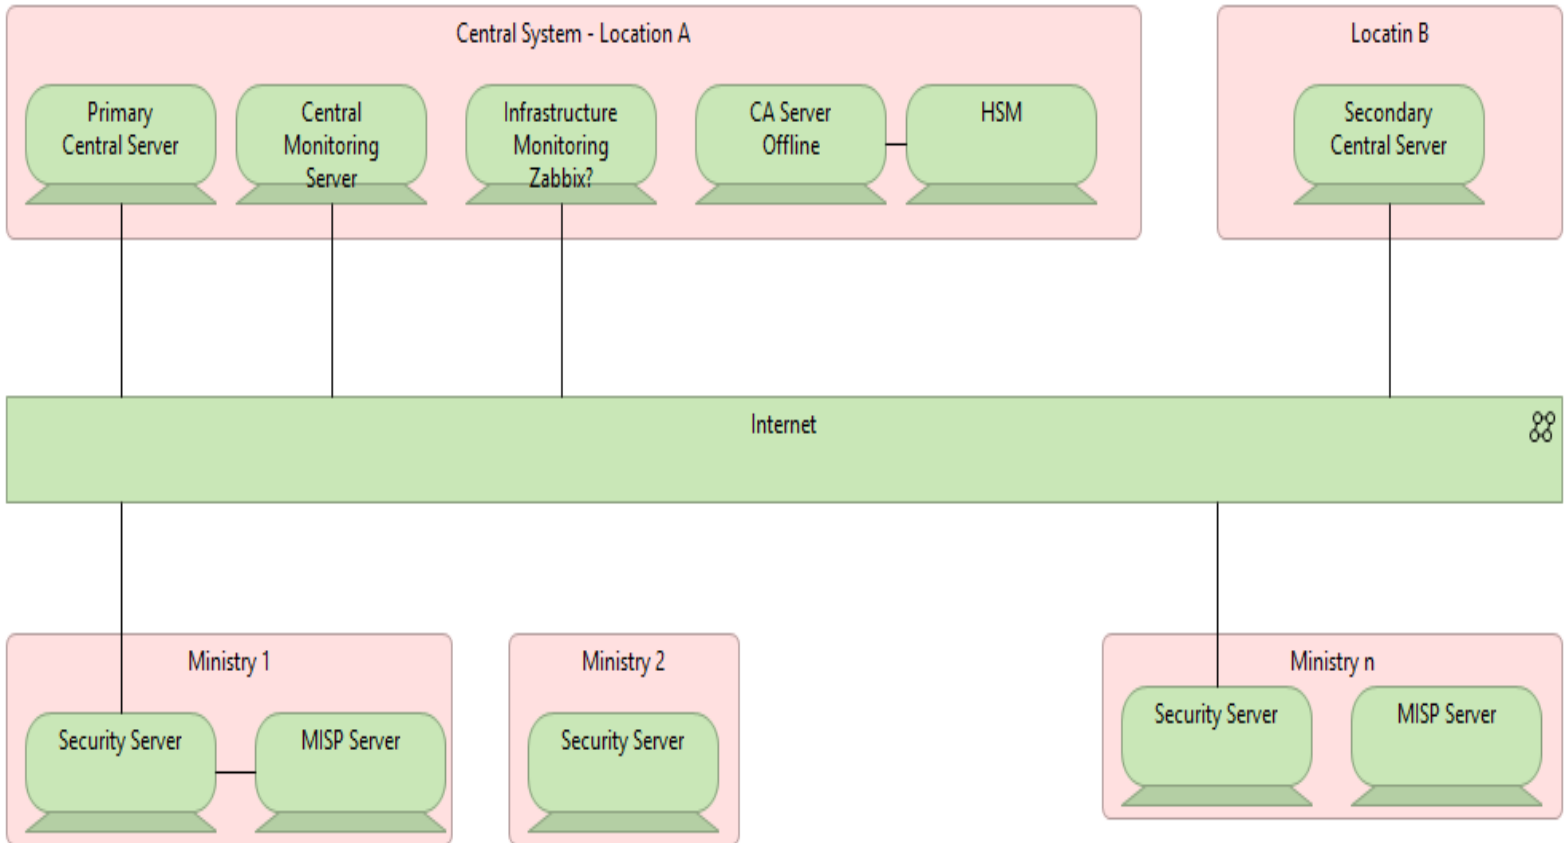 Central System - Location A
Locatin B
Primary
Central Server
Central
Monitoring
Server
Infrastructure
Monitoring
Zabbix?
CA Server
Offline
HSM
Secondary
Central Server
Internet
Ministry 1
Ministry 2
Ministry n
Security Server
MISP Server
Security Server
Security Server
MISP Server